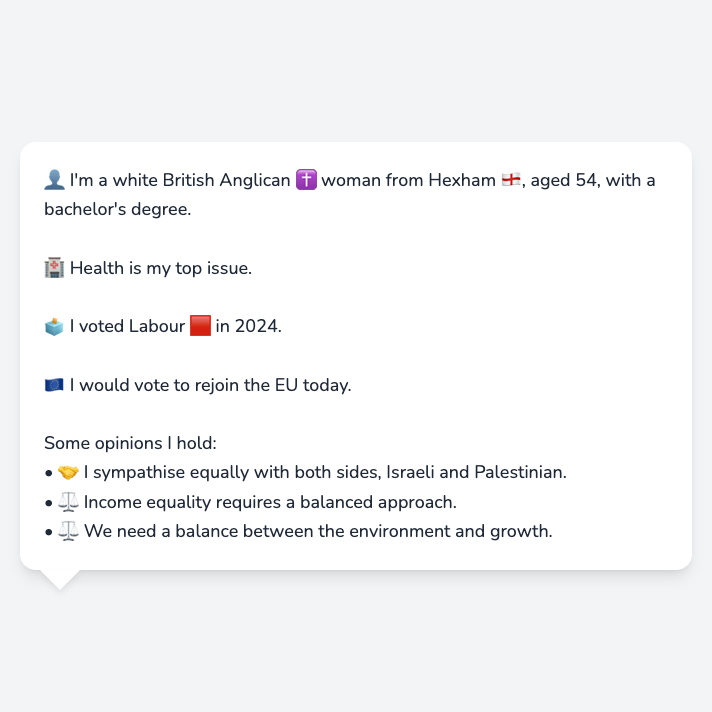 👤 I'm a white British Anglican ✝️ woman from Hexham 🏴󠁧󠁢󠁥󠁮󠁧󠁿, aged 54, with a
bachelor's degree.
🏥 Health is my top issue.
🗳️ I voted Labour 🟥 in 2024.
🇪🇺 I would vote to rejoin the EU today.
Some opinions I hold:
• 🤝 I sympathise equally with both sides, Israeli and Palestinian.
• ⚖️ Income equality requires a balanced approach.
• ⚖️ We need a balance between the environment and growth.